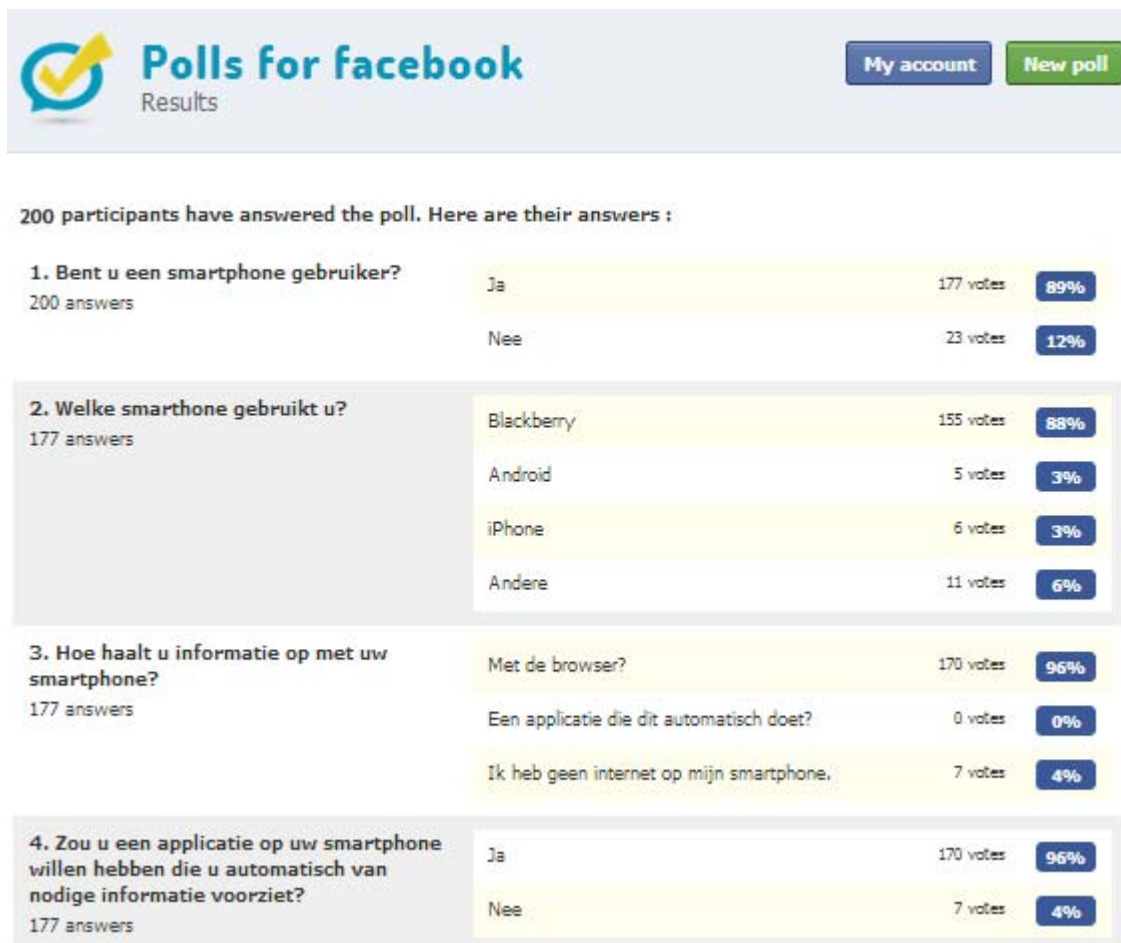 Polls for facebook
Results
My account
New poll
200 participants have answered the poll. Here are their answers :
1. Bent u een smartphone gebruiker?
200 answers
Ja 177 votes 89%
Nee 23 votes 12%
2. Welke smarthone gebruikt u?
177 answers
Blackberry 155 votes 88%
Android 5 votes 3%
iPhone 6 votes 3%
Andere 11 votes 6%
3. Hoe haalt u informatie op met uw
smartphone?
177 answers
Met de browser? 170 votes 96%
Een applicatie die dit automatisch doet? 0 votes 0%
Ik heb geen internet op mijn smartphone. 7 votes 4%
4. Zou u een applicatie op uw smartphone
willen hebben die u automatisch van
nodige informatie voorziet?
177 answers
Ja 170 votes 96%
Nee 7 votes 4%